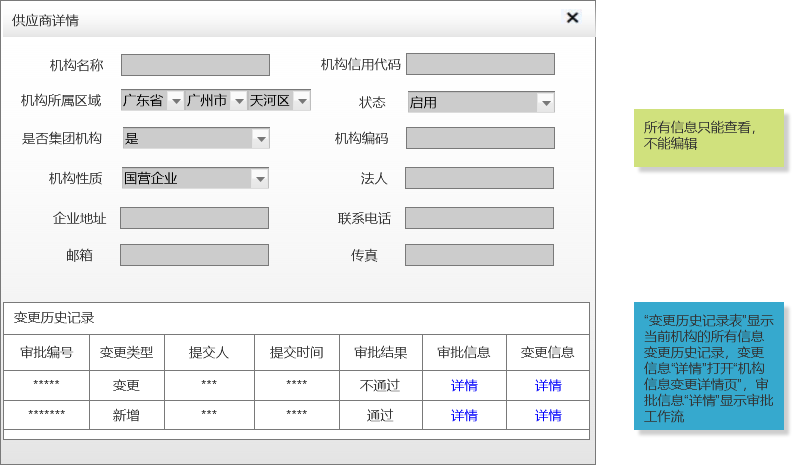 供应商详情
机构名称
机构信用代码
机构所属区域 广东省 广州市 天河区
状态 启用
是否集团机构 是
机构编码
机构性质 国营企业
法人
企业地址
联系电话
邮箱
传真
变更历史记录
审批编号 变更类型 提交人 提交时间 审批结果 审批信息 变更信息
***** 变更 *** **** 不通过 详情 详情
******* 新增 *** **** 通过 详情 详情
所有信息只能查看，
不能编辑
“变更历史记录表”显示
当前机构的所有信息
变更历史记录，变更
信息“详情”打开“机构
信息变更详情页”，审
批信息“详情”显示审批
工作流